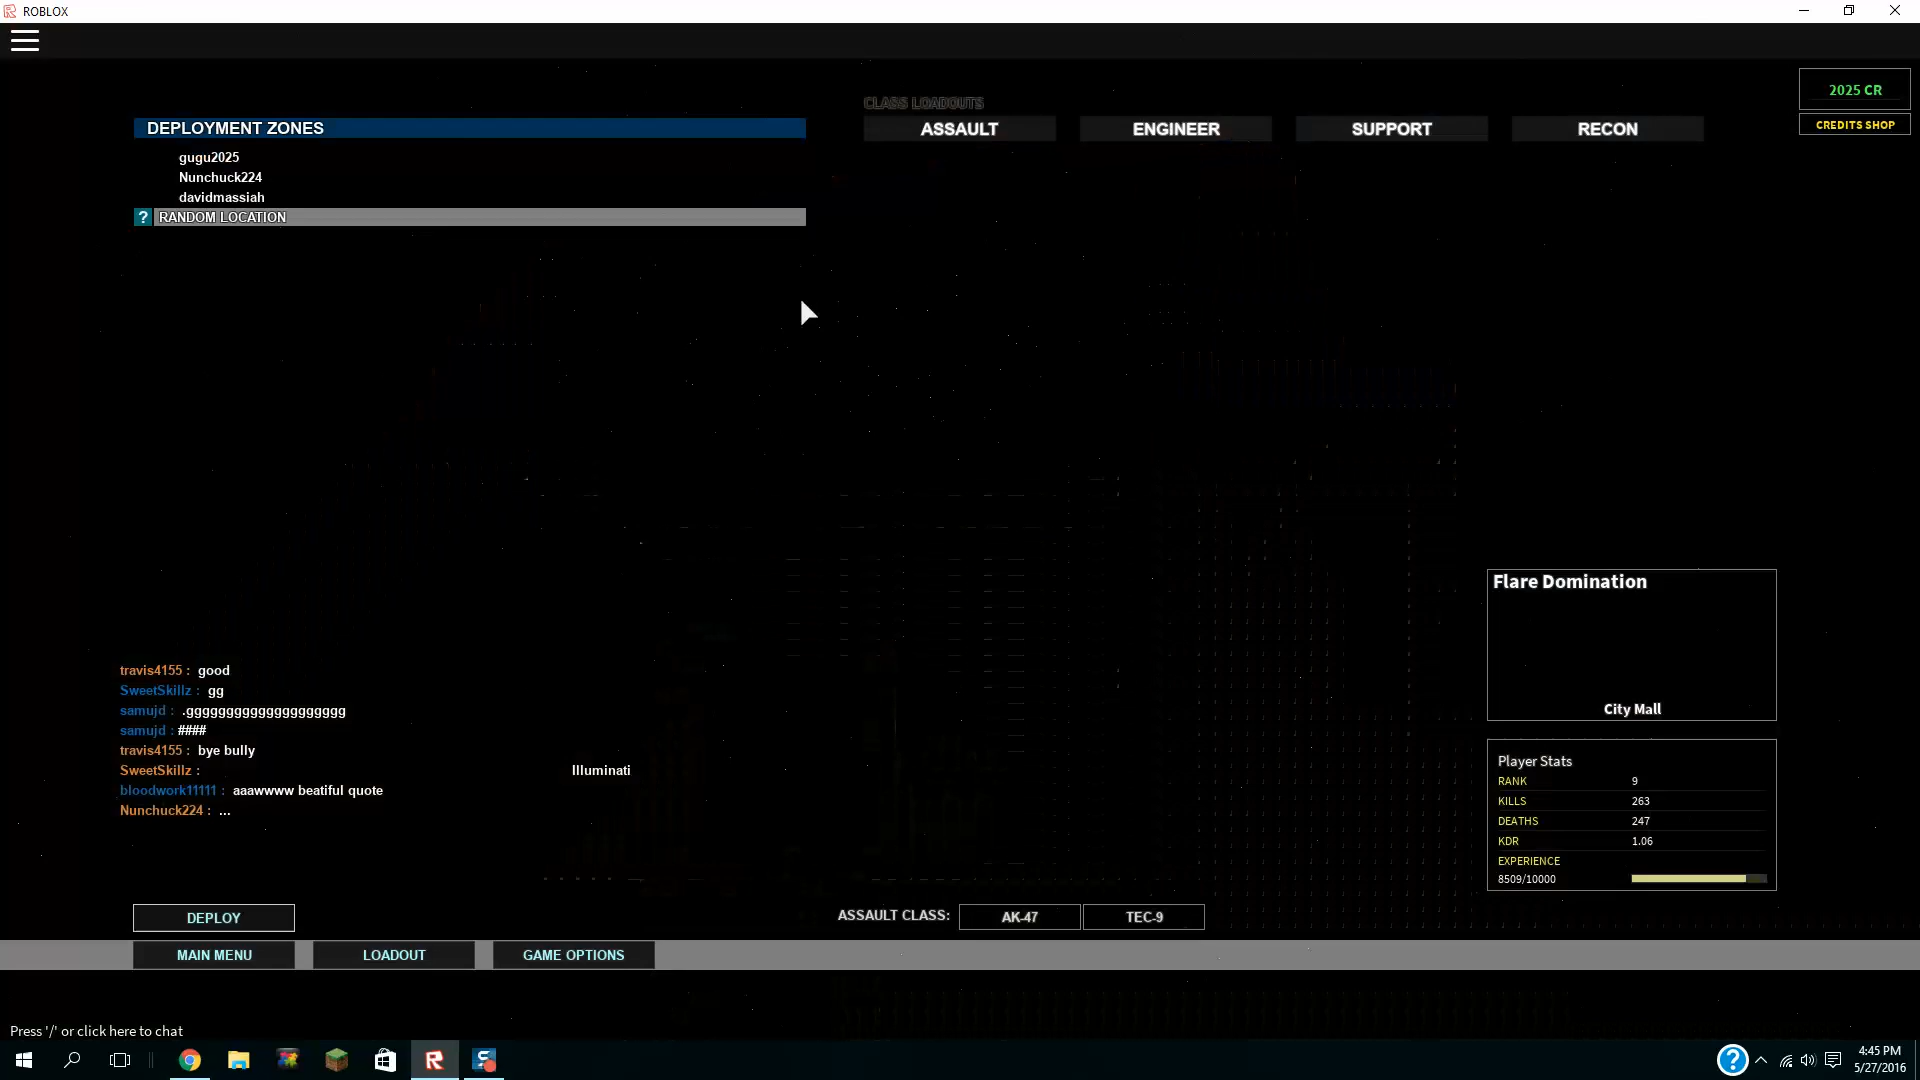 ROBLOX
2025 CR
CREDITS SHOP
CLASS LOADOUTS
ASSAULT ENGINEER SUPPORT RECON
DEPLOYMENT ZONES
gugu2025
Nunchuck224
davidmassiah
? RANDOM LOCATION
Flare Domination
City Mall
travis4155 : good
SweetSkillz : gg
samujd : .gggggggggggggggggggg
samujd : ####
travis4155 : bye bully
SweetSkillz : Illuminati
bloodwork11111 : aaawwww beatiful quote
Nunchuck224 : ...
Player Stats
RANK 9
KILLS 263
DEATHS 247
KDR 1.06
EXPERIENCE
8509/10000
DEPLOY
ASSAULT CLASS: AK-47 TEC-9
MAIN MENU LOADOUT GAME OPTIONS
Press '/' or click here to chat
4:45 PM
5/27/2016